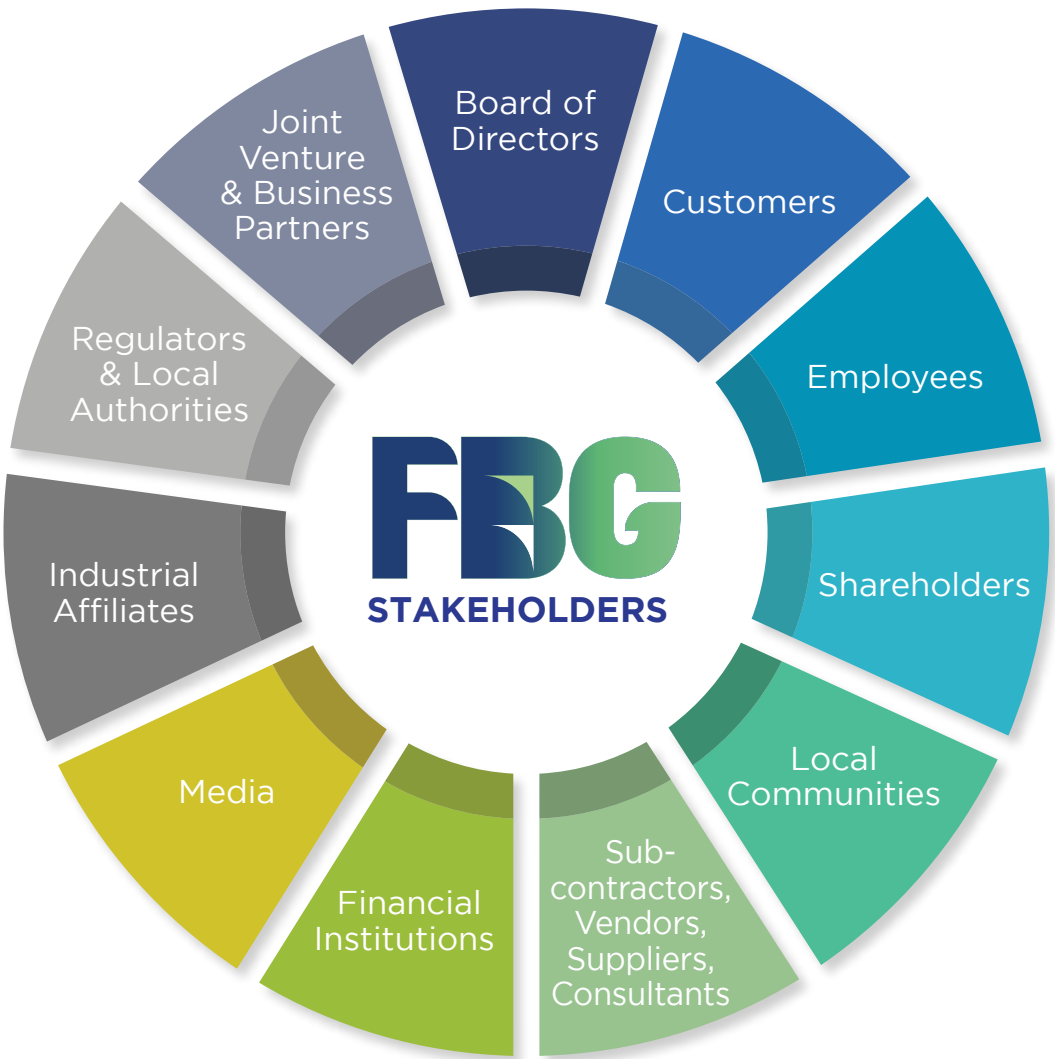 Board of
Directors
Customers
Employees
Shareholders
Local
Communities
Sub-
contractors,
Vendors,
Suppliers,
Consultants
Financial
Institutions
Media
Industrial
Affiliates
Regulators
& Local
Authorities
Joint
Venture
& Business
Partners
FBG
STAKEHOLDERS